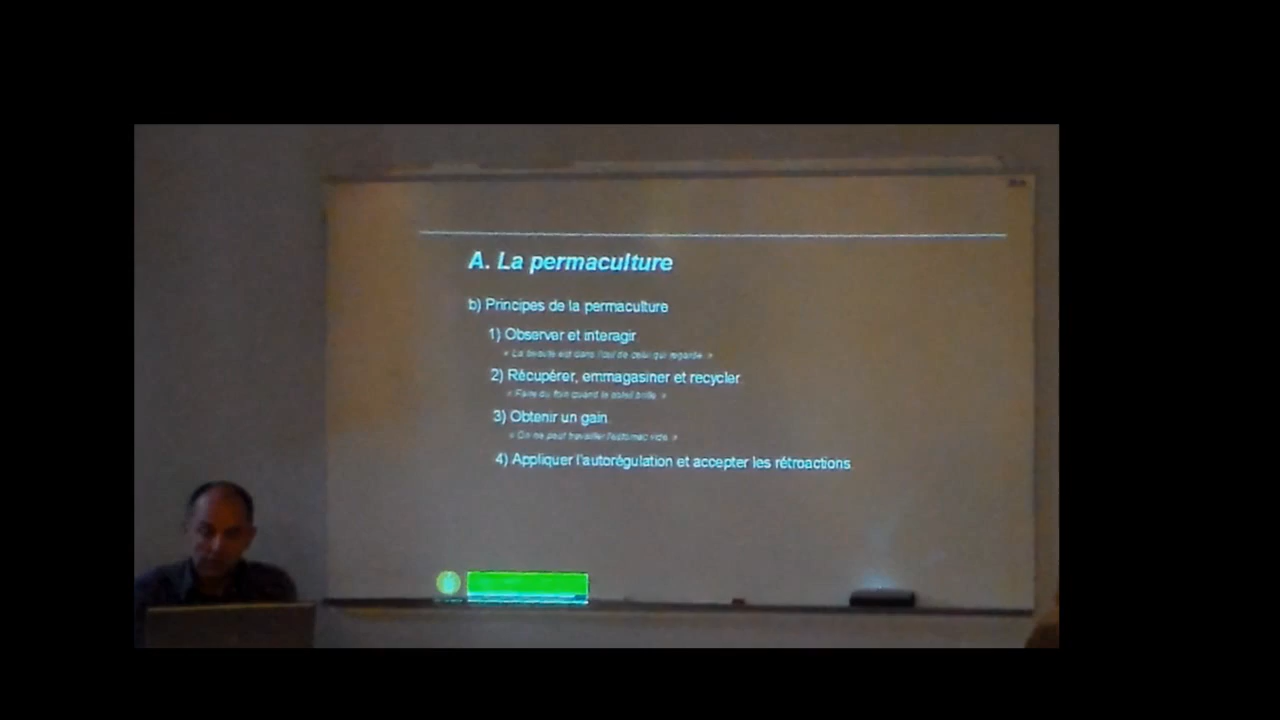 A. La permaculture
b) Principes de la permaculture
1) Observer et interagir
« La beauté est dans l'œil de celui qui regarde »
2) Récupérer, emmagasiner et recycler
« Faire du foin quand le soleil brille »
3) Obtenir un gain
« On ne peut travailler l'estomac vide »
4) Appliquer l'autorégulation et accepter les rétroactions